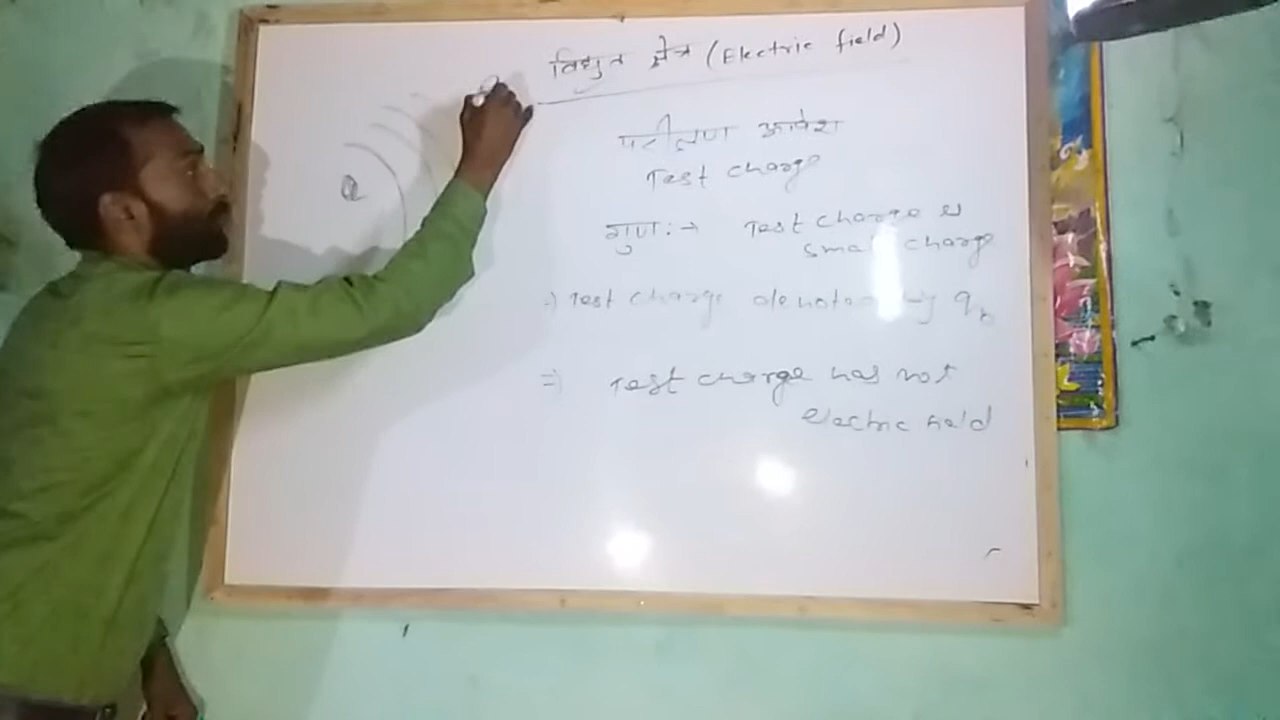 विद्युत क्षेत्र (Electric field)
परीक्षण आवेश
Test charge
Q
गुण :→ Test charge is
small charge
⇒ Test charge denoted by q₀
⇒ Test charge has not
electric field